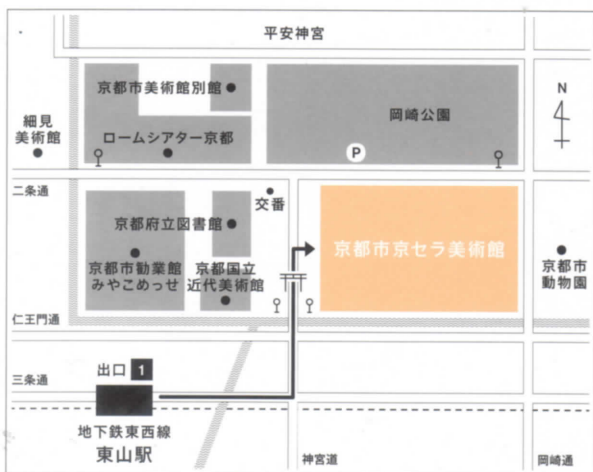 平安神宮
京都市美術館別館
岡崎公園
N
細見
美術館
ロームシアター京都
P
二条通
交番
京都府立図書館
京都市京セラ美術館
京都市勧業館
みやこめっせ
京都国立
近代美術館
京都市
動物園
仁王門通
出口 1
三条通
地下鉄東西線
東山駅
神宮道
岡崎通